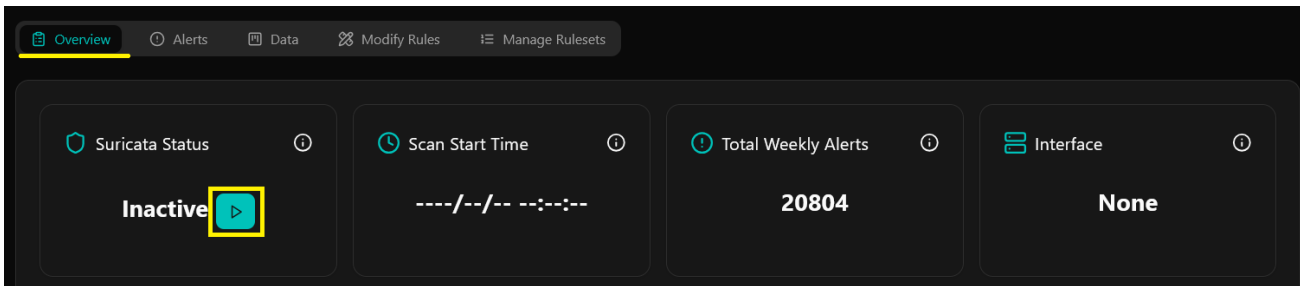 Overview Alerts Data Modify Rules Manage Rulesets
Suricata Status
Inactive
Scan Start Time
----/--/-- --:--:--
Total Weekly Alerts
20804
Interface
None